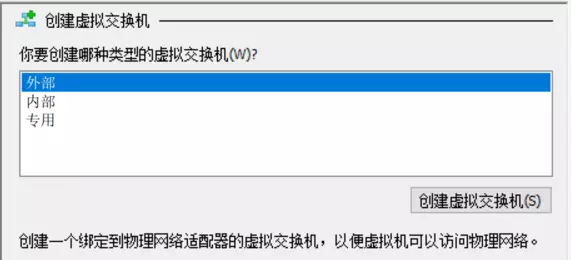 创建虚拟交换机
你要创建哪种类型的虚拟交换机(W)?
外部
内部
专用
创建虚拟交换机(S)
创建一个绑定到物理网络适配器的虚拟交换机，以便虚拟机可以访问物理网络。